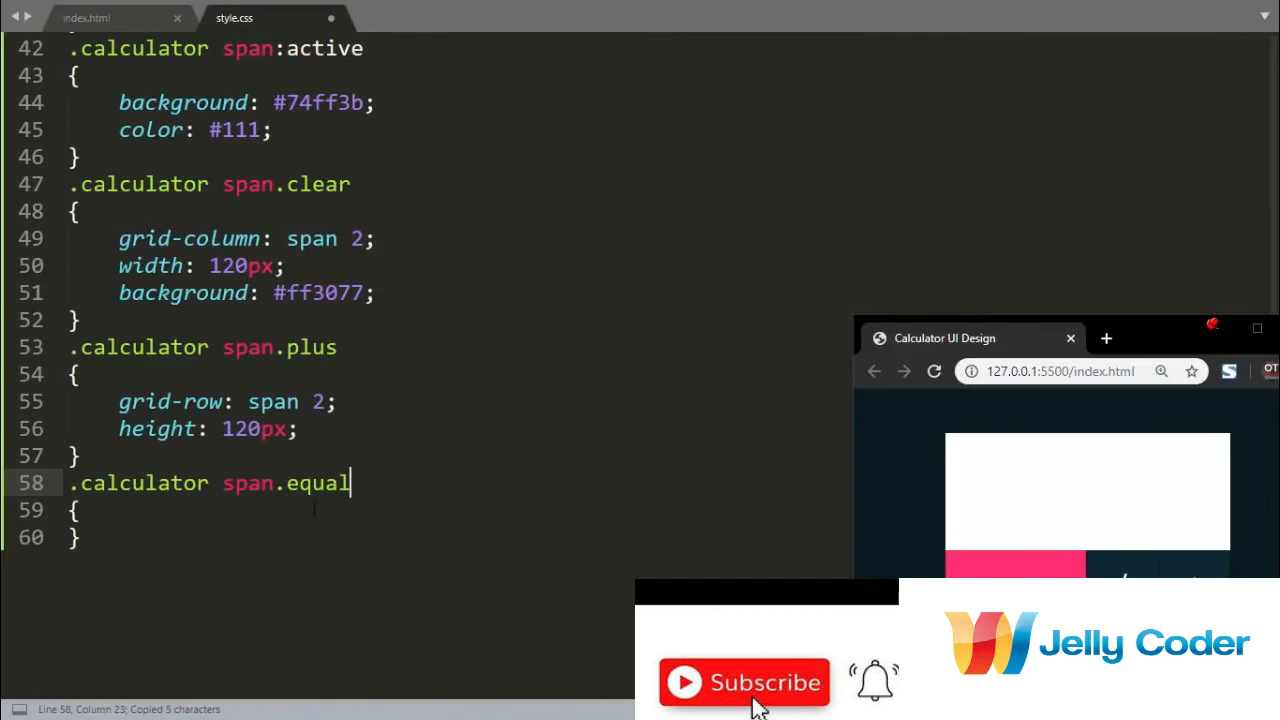 index.html
style.css
42 .calculator span:active
43 {
44 background: #74ff3b;
45 color: #111;
46 }
47 .calculator span.clear
48 {
49 grid-column: span 2;
50 width: 120px;
51 background: #ff3077;
52 }
53 .calculator span.plus
54 {
55 grid-row: span 2;
56 height: 120px;
57 }
58 .calculator span.equal
59 {
60 }
Calculator UI Design
127.0.0.1:5500/index.html
S
OT
Subscribe
Jelly Coder
Line 58, Column 23; Copied 5 characters